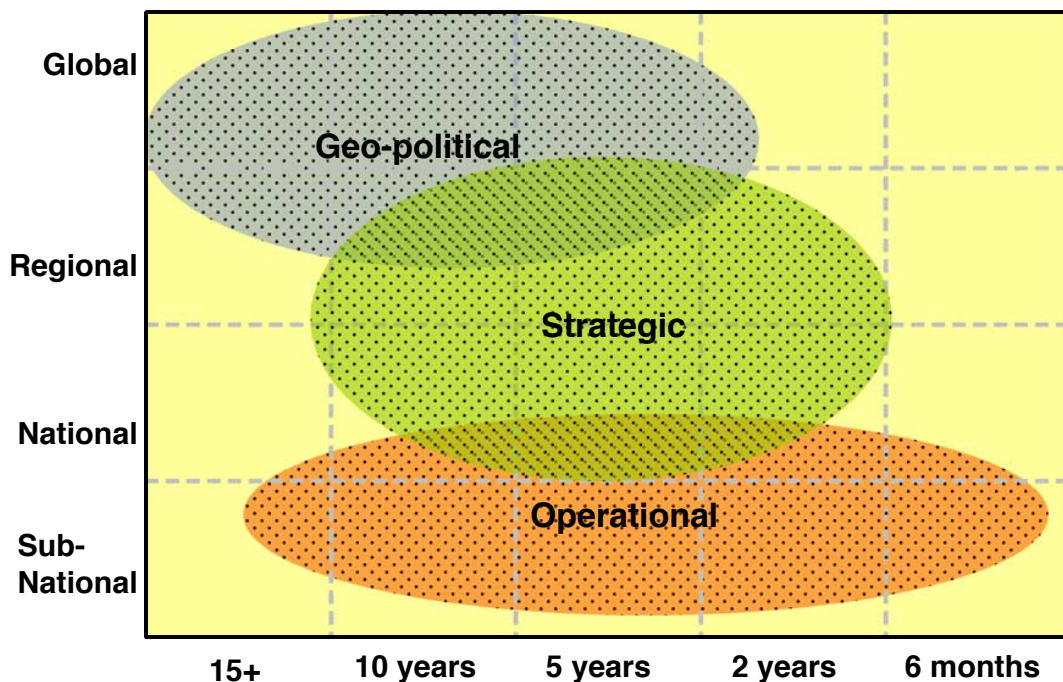 Global
Geo-political
Regional
Strategic
National
Operational
Sub-
National
15+ 10 years 5 years 2 years 6 months